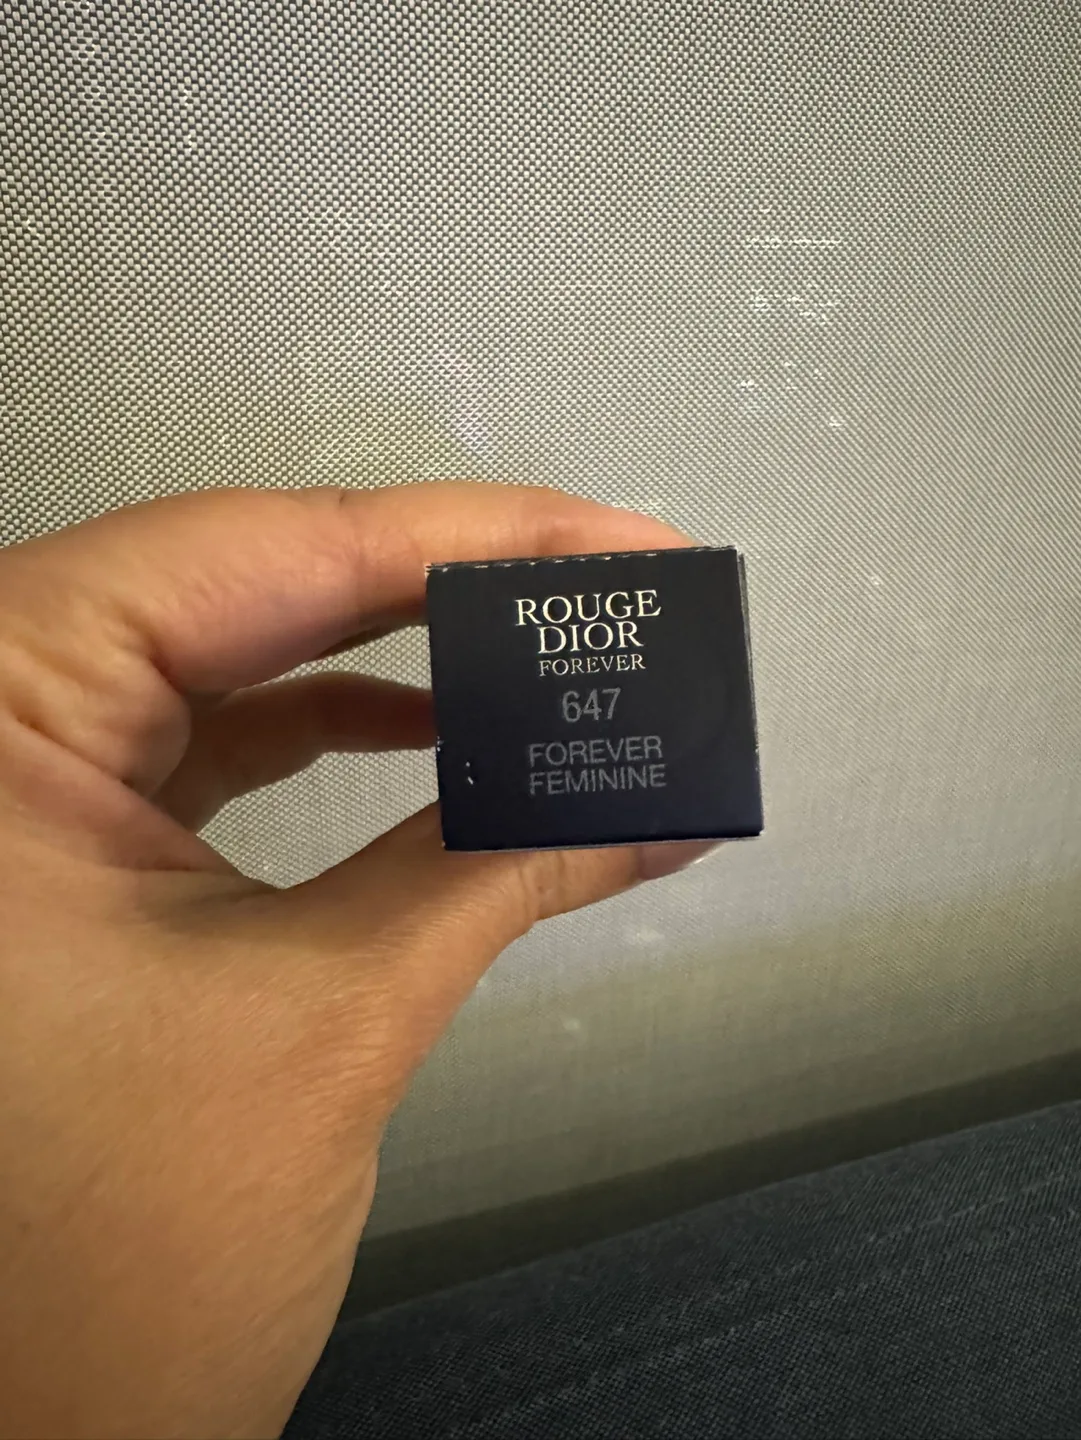 ROUGE
DIOR
FOREVER
647
FOREVER
FEMININE